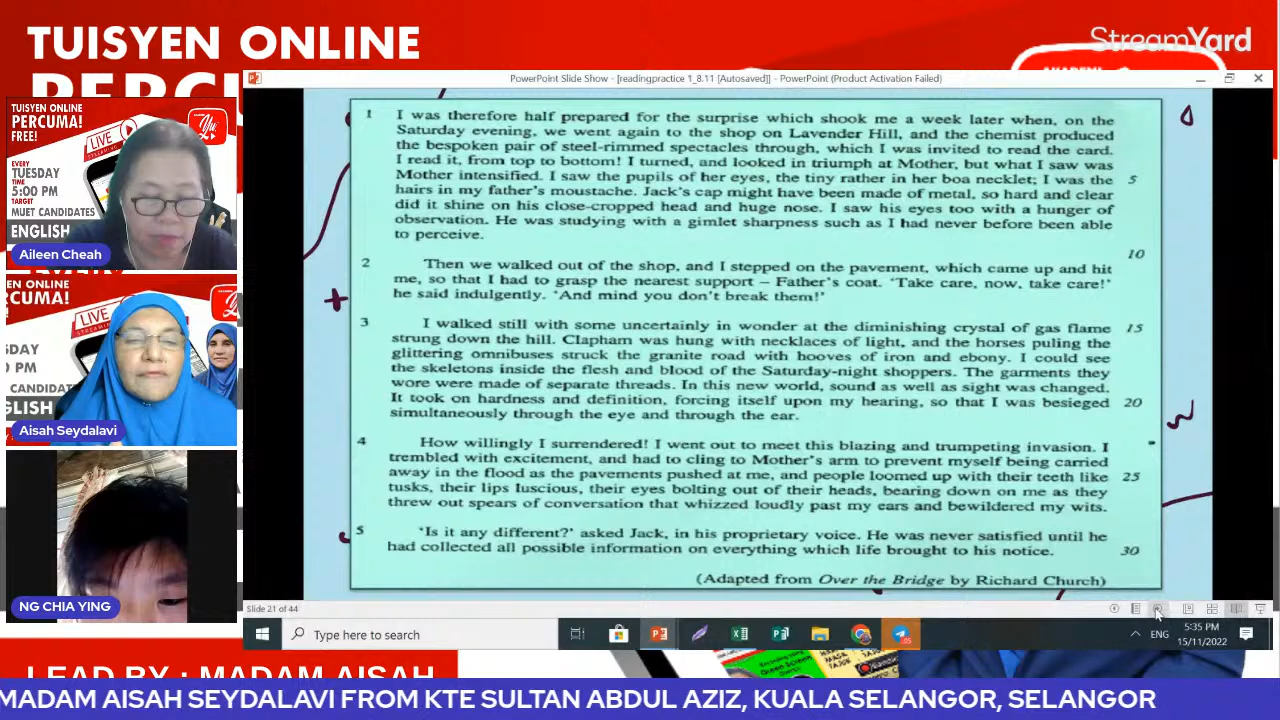 TUISYEN ONLINE
StreamYard
PowerPoint Slide Show - [readingpractice 1_8.11 [Autosaved]] - PowerPoint (Product Activation Failed)
TUISYEN ONLINE
PERCUMA!
FREE!
LIVE
EVERY
TUESDAY
5:00 PM
TARGET
MUET CANDIDATES
ENGLISH
Aileen Cheah
LIVE
Aisah Seydalavi
NG CHIA YING
1 I was therefore half prepared for the surprise which shook me a week later when, on the
Saturday evening, we went again to the shop on Lavender Hill, and the chemist produced
the bespoken pair of steel-rimmed spectacles through, which I was invited to read the card.
I read it, from top to bottom! I turned, and looked in triumph at Mother, but what I saw was
Mother intensified. I saw the pupils of her eyes, the tiny rather in her boa necklet; I was the 5
hairs in my father's moustache. Jack's cap might have been made of metal, so hard and clear
did it shine on his close-cropped head and huge nose. I saw his eyes too with a hunger of
observation. He was studying with a gimlet sharpness such as I had never before been able
to perceive.
10
2 Then we walked out of the shop, and I stepped on the pavement, which came up and hit
me, so that I had to grasp the nearest support – Father's coat. 'Take care, now, take care!'
he said indulgently. 'And mind you don't break them!'
3 I walked still with some uncertainly in wonder at the diminishing crystal of gas flame 15
strung down the hill. Clapham was hung with necklaces of light, and the horses puling the
glittering omnibuses struck the granite road with hooves of iron and ebony. I could see
the skeletons inside the flesh and blood of the Saturday-night shoppers. The garments they
wore were made of separate threads. In this new world, sound as well as sight was changed.
It took on hardness and definition, forcing itself upon my hearing, so that I was besieged 20
simultaneously through the eye and through the ear.
4 How willingly I surrendered! I went out to meet this blazing and trumpeting invasion. I
trembled with excitement, and had to cling to Mother's arm to prevent myself being carried
away in the flood as the pavements pushed at me, and people loomed up with their teeth like 25
tusks, their lips luscious, their eyes bolting out of their heads, bearing down on me as they
threw out spears of conversation that whizzed loudly past my ears and bewildered my wits.
5 'Is it any different?' asked Jack, in his proprietary voice. He was never satisfied until he
had collected all possible information on everything which life brought to his notice. 30
(Adapted from Over the Bridge by Richard Church)
Slide 21 of 44
Type here to search
ENG
5:35 PM
15/11/2022
LEAD BY : MADAM AISAH
MADAM AISAH SEYDALAVI FROM KTE SULTAN ABDUL AZIZ, KUALA SELANGOR, SELANGOR